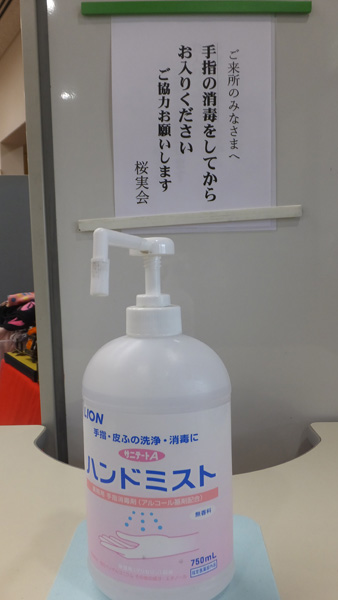 ご来所のみなさまへ
手指の消毒をしてから
お入りください
ご協力お願いします
桜実会
LION
手指・皮ふの洗浄・消毒に
サニテートA
ハンドミスト
無香料
750mL